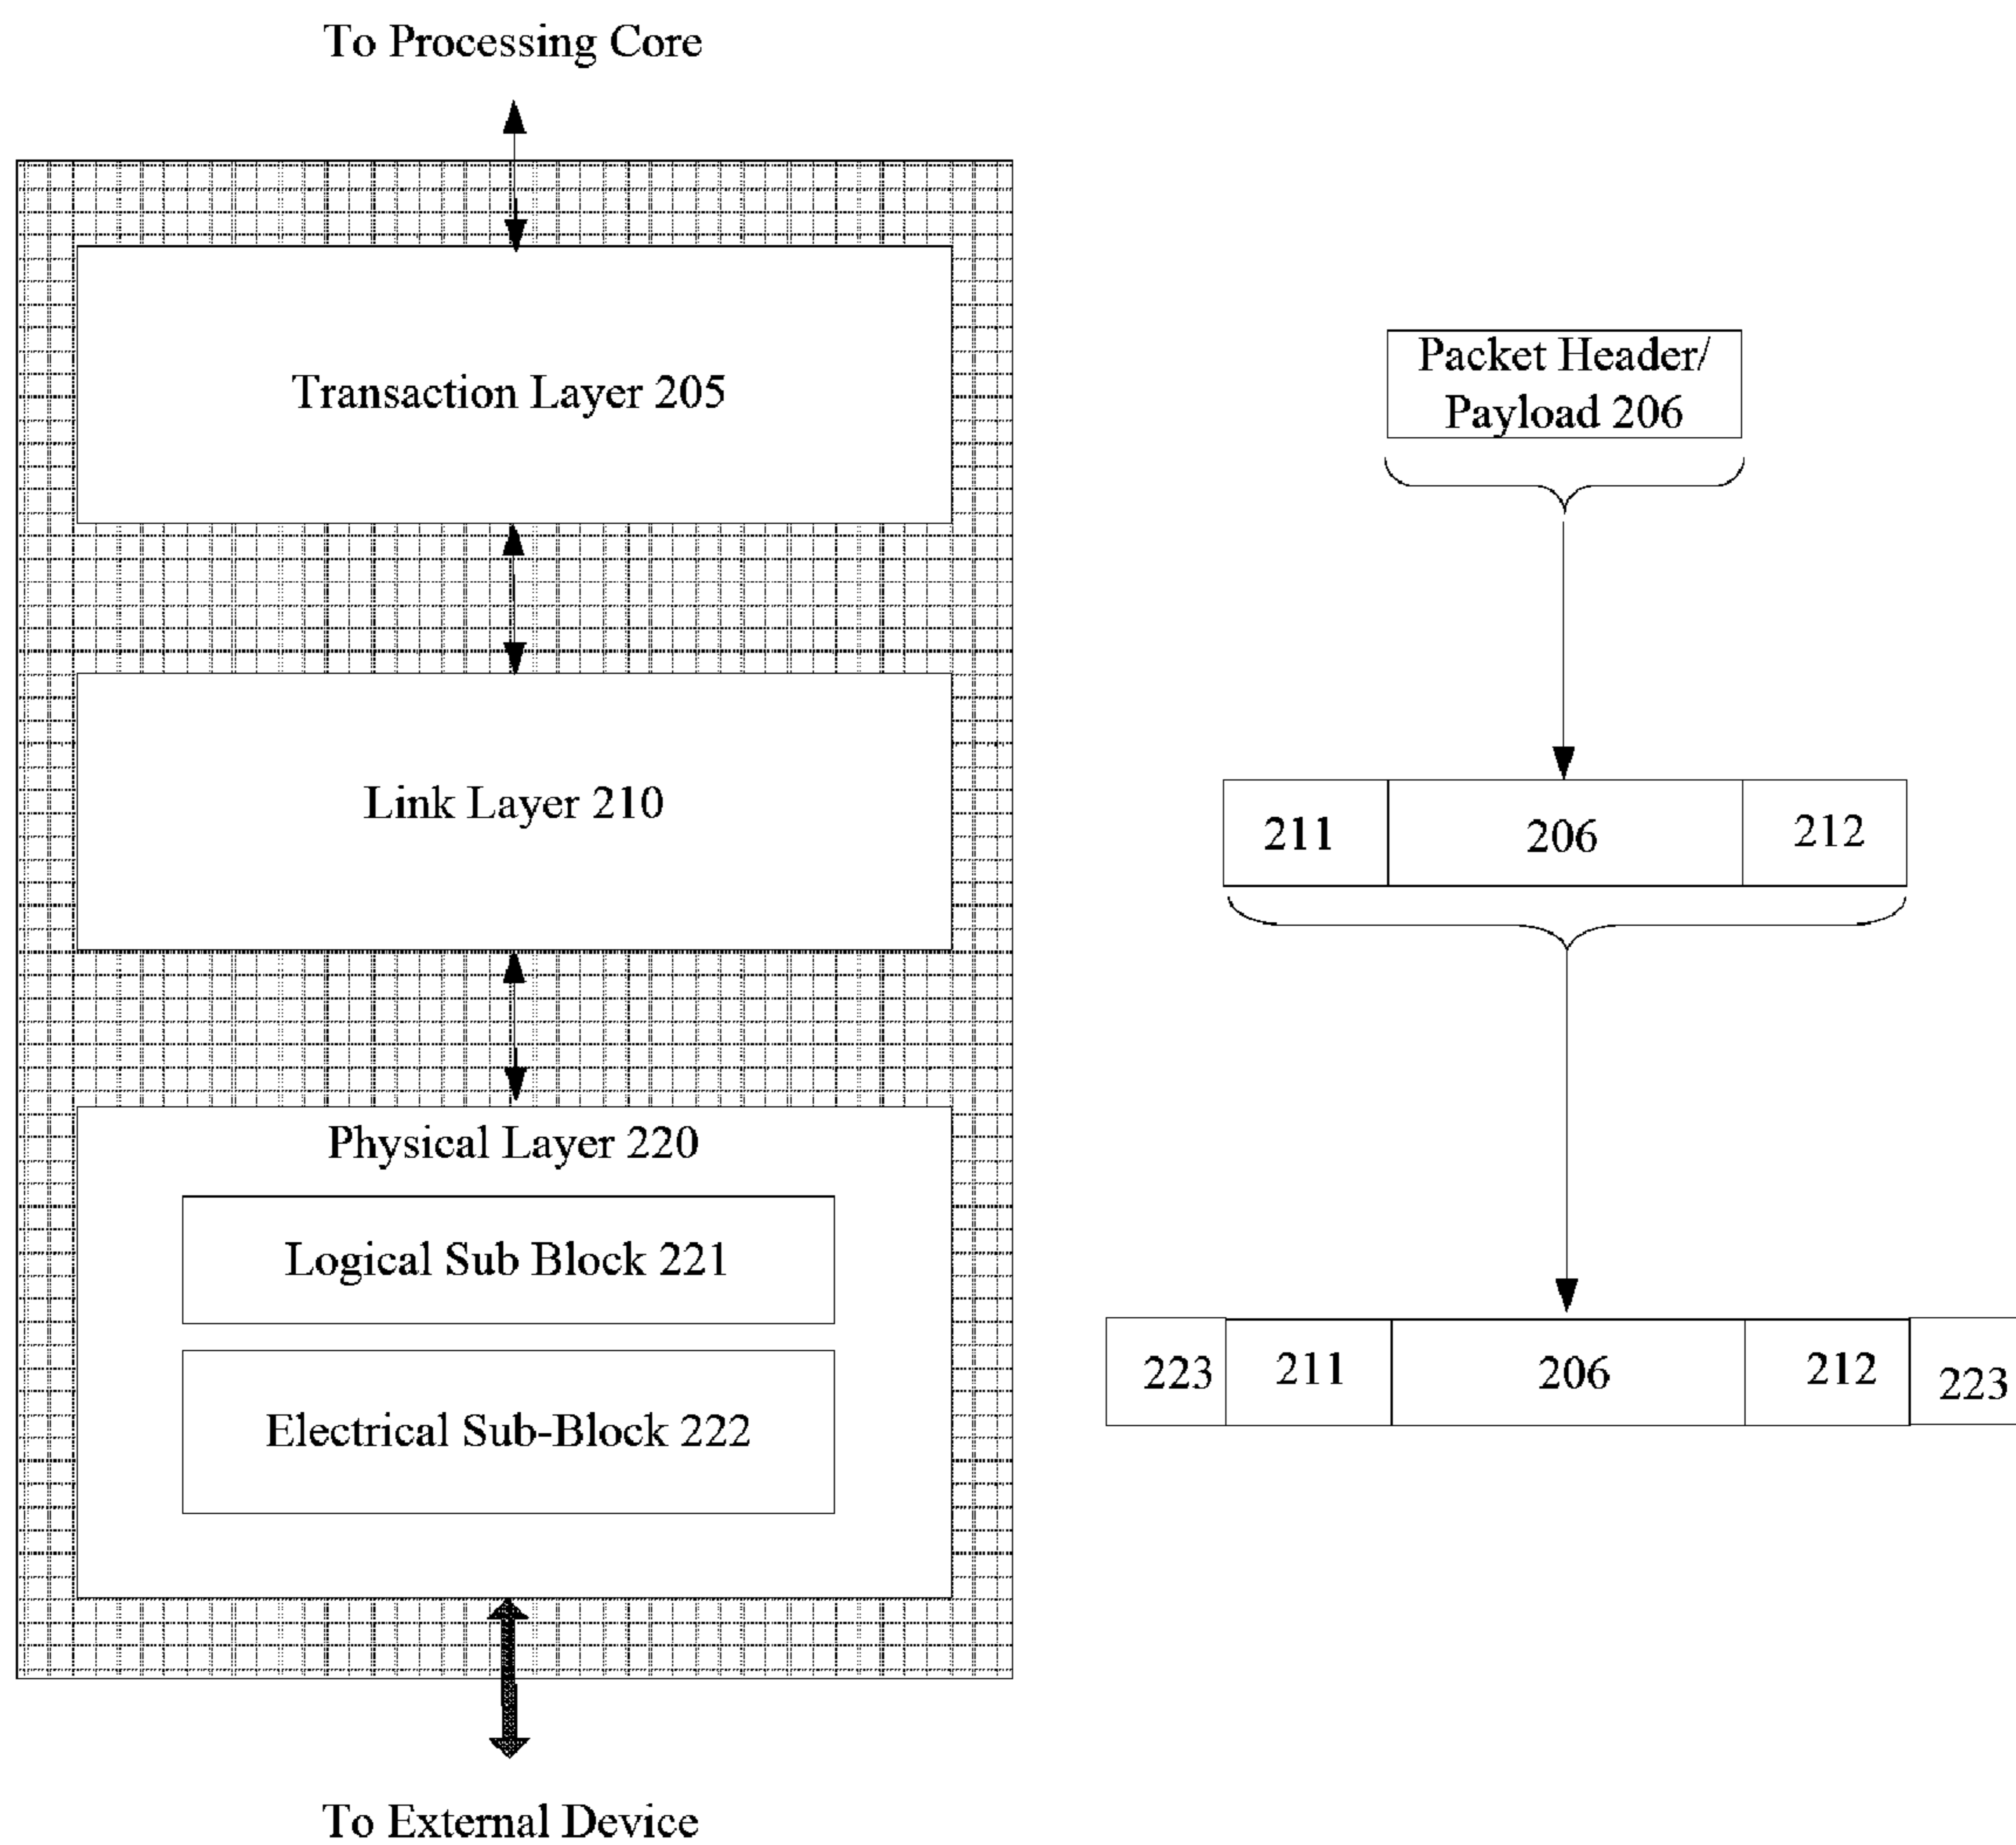 To Processing Core
Transaction Layer 205
Packet Header/
Payload 206
Link Layer 210
211 206 212
Physical Layer 220
Logical Sub Block 221
Electrical Sub-Block 222
223 211 206 212 223
To External Device